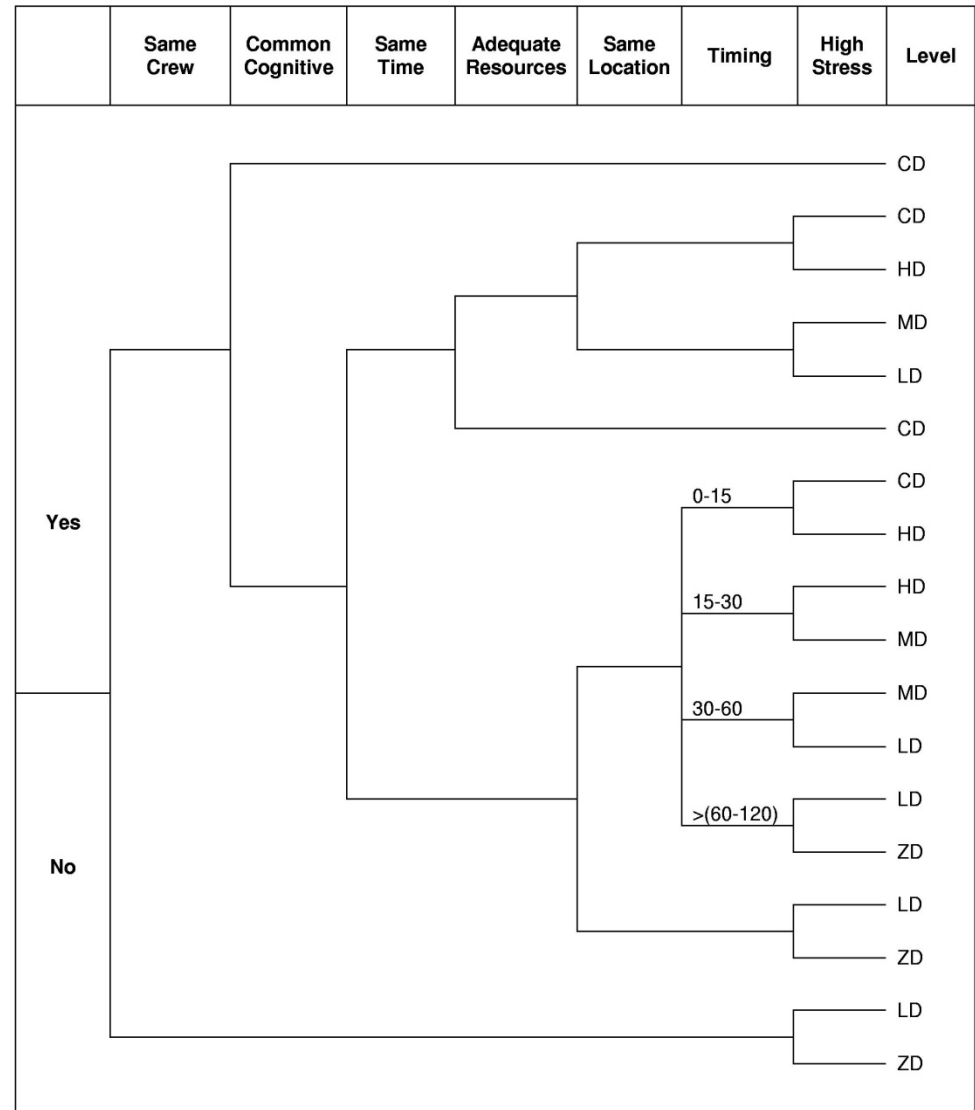 Same Crew
Common Cognitive
Same Time
Adequate Resources
Same Location
Timing
High Stress
Level
CD
CD
HD
MD
LD
CD
0-15
CD
Yes
HD
HD
15-30
MD
MD
30-60
LD
LD
>(60-120)
ZD
No
LD
ZD
LD
ZD